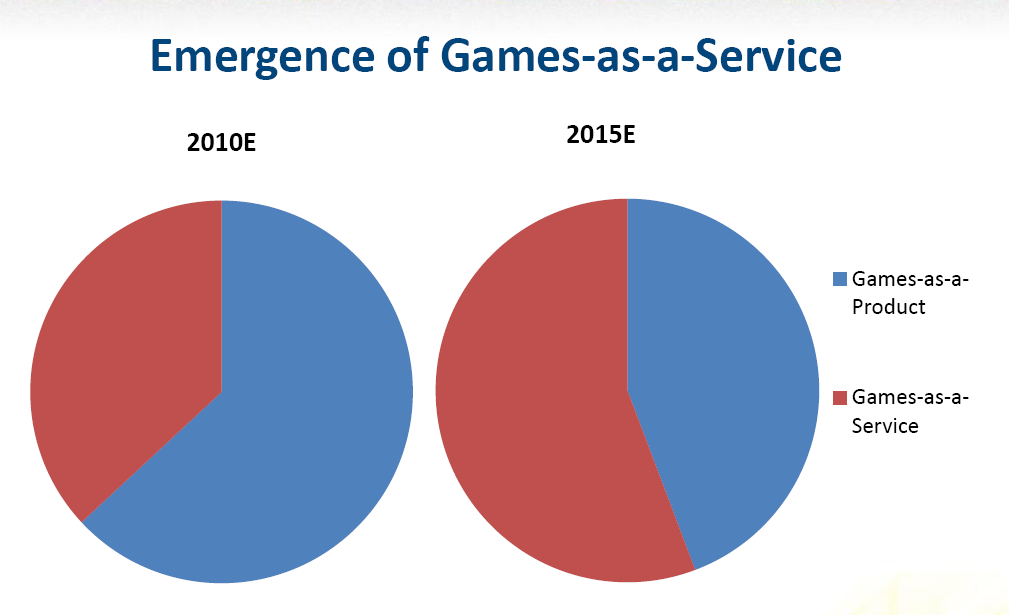 Emergence of Games-as-a-Service
2010E
2015E
Games-as-a-
Product
Games-as-a-
Service